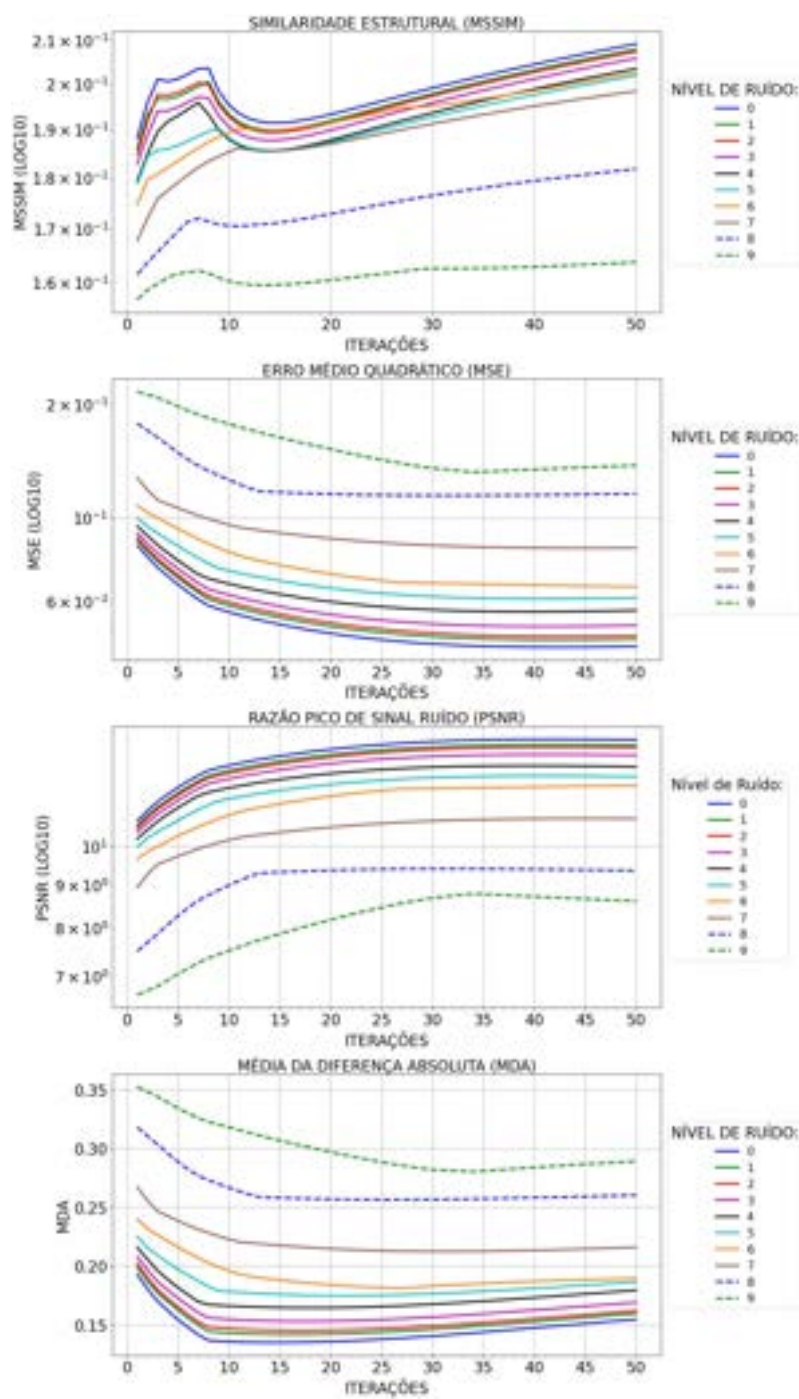 SIMILARIDADE ESTRUTURAL (MSSIM)
2.1 × 10⁻¹
2 × 10⁻¹
1.9 × 10⁻¹
1.8 × 10⁻¹
1.7 × 10⁻¹
1.6 × 10⁻¹
MSSIM (LOG10)
0 10 20 30 40 50
ITERAÇÕES
NÍVEL DE RUÍDO:
0
1
2
3
4
5
6
7
8
9
ERRO MÉDIO QUADRÁTICO (MSE)
2 × 10⁻¹
10⁻¹
6 × 10⁻²
MSE (LOG10)
0 5 10 15 20 25 30 35 40 45 50
ITERAÇÕES
NÍVEL DE RUÍDO:
0
1
2
3
4
5
6
7
8
9
RAZÃO PICO DE SINAL RUÍDO (PSNR)
10¹
9 × 10⁰
8 × 10⁰
7 × 10⁰
PSNR (LOG10)
0 5 10 15 20 25 30 35 40 45 50
ITERAÇÕES
Nível de Ruído:
0
1
2
3
4
5
6
7
8
9
MÉDIA DA DIFERENÇA ABSOLUTA (MDA)
0.35
0.30
0.25
0.20
0.15
MDA
0 5 10 15 20 25 30 35 40 45 50
ITERAÇÕES
NÍVEL DE RUÍDO:
0
1
2
3
4
5
6
7
8
9